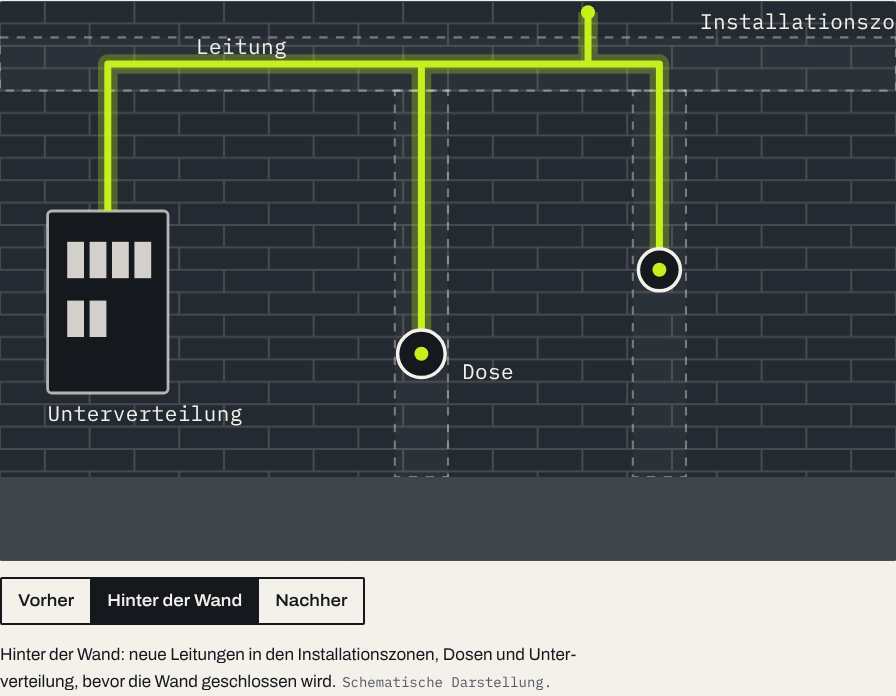 Installationszo
Leitung
Dose
Unterverteilung
Vorher Hinter der Wand Nachher
Hinter der Wand: neue Leitungen in den Installationszonen, Dosen und Unter-
verteilung, bevor die Wand geschlossen wird. Schematische Darstellung.